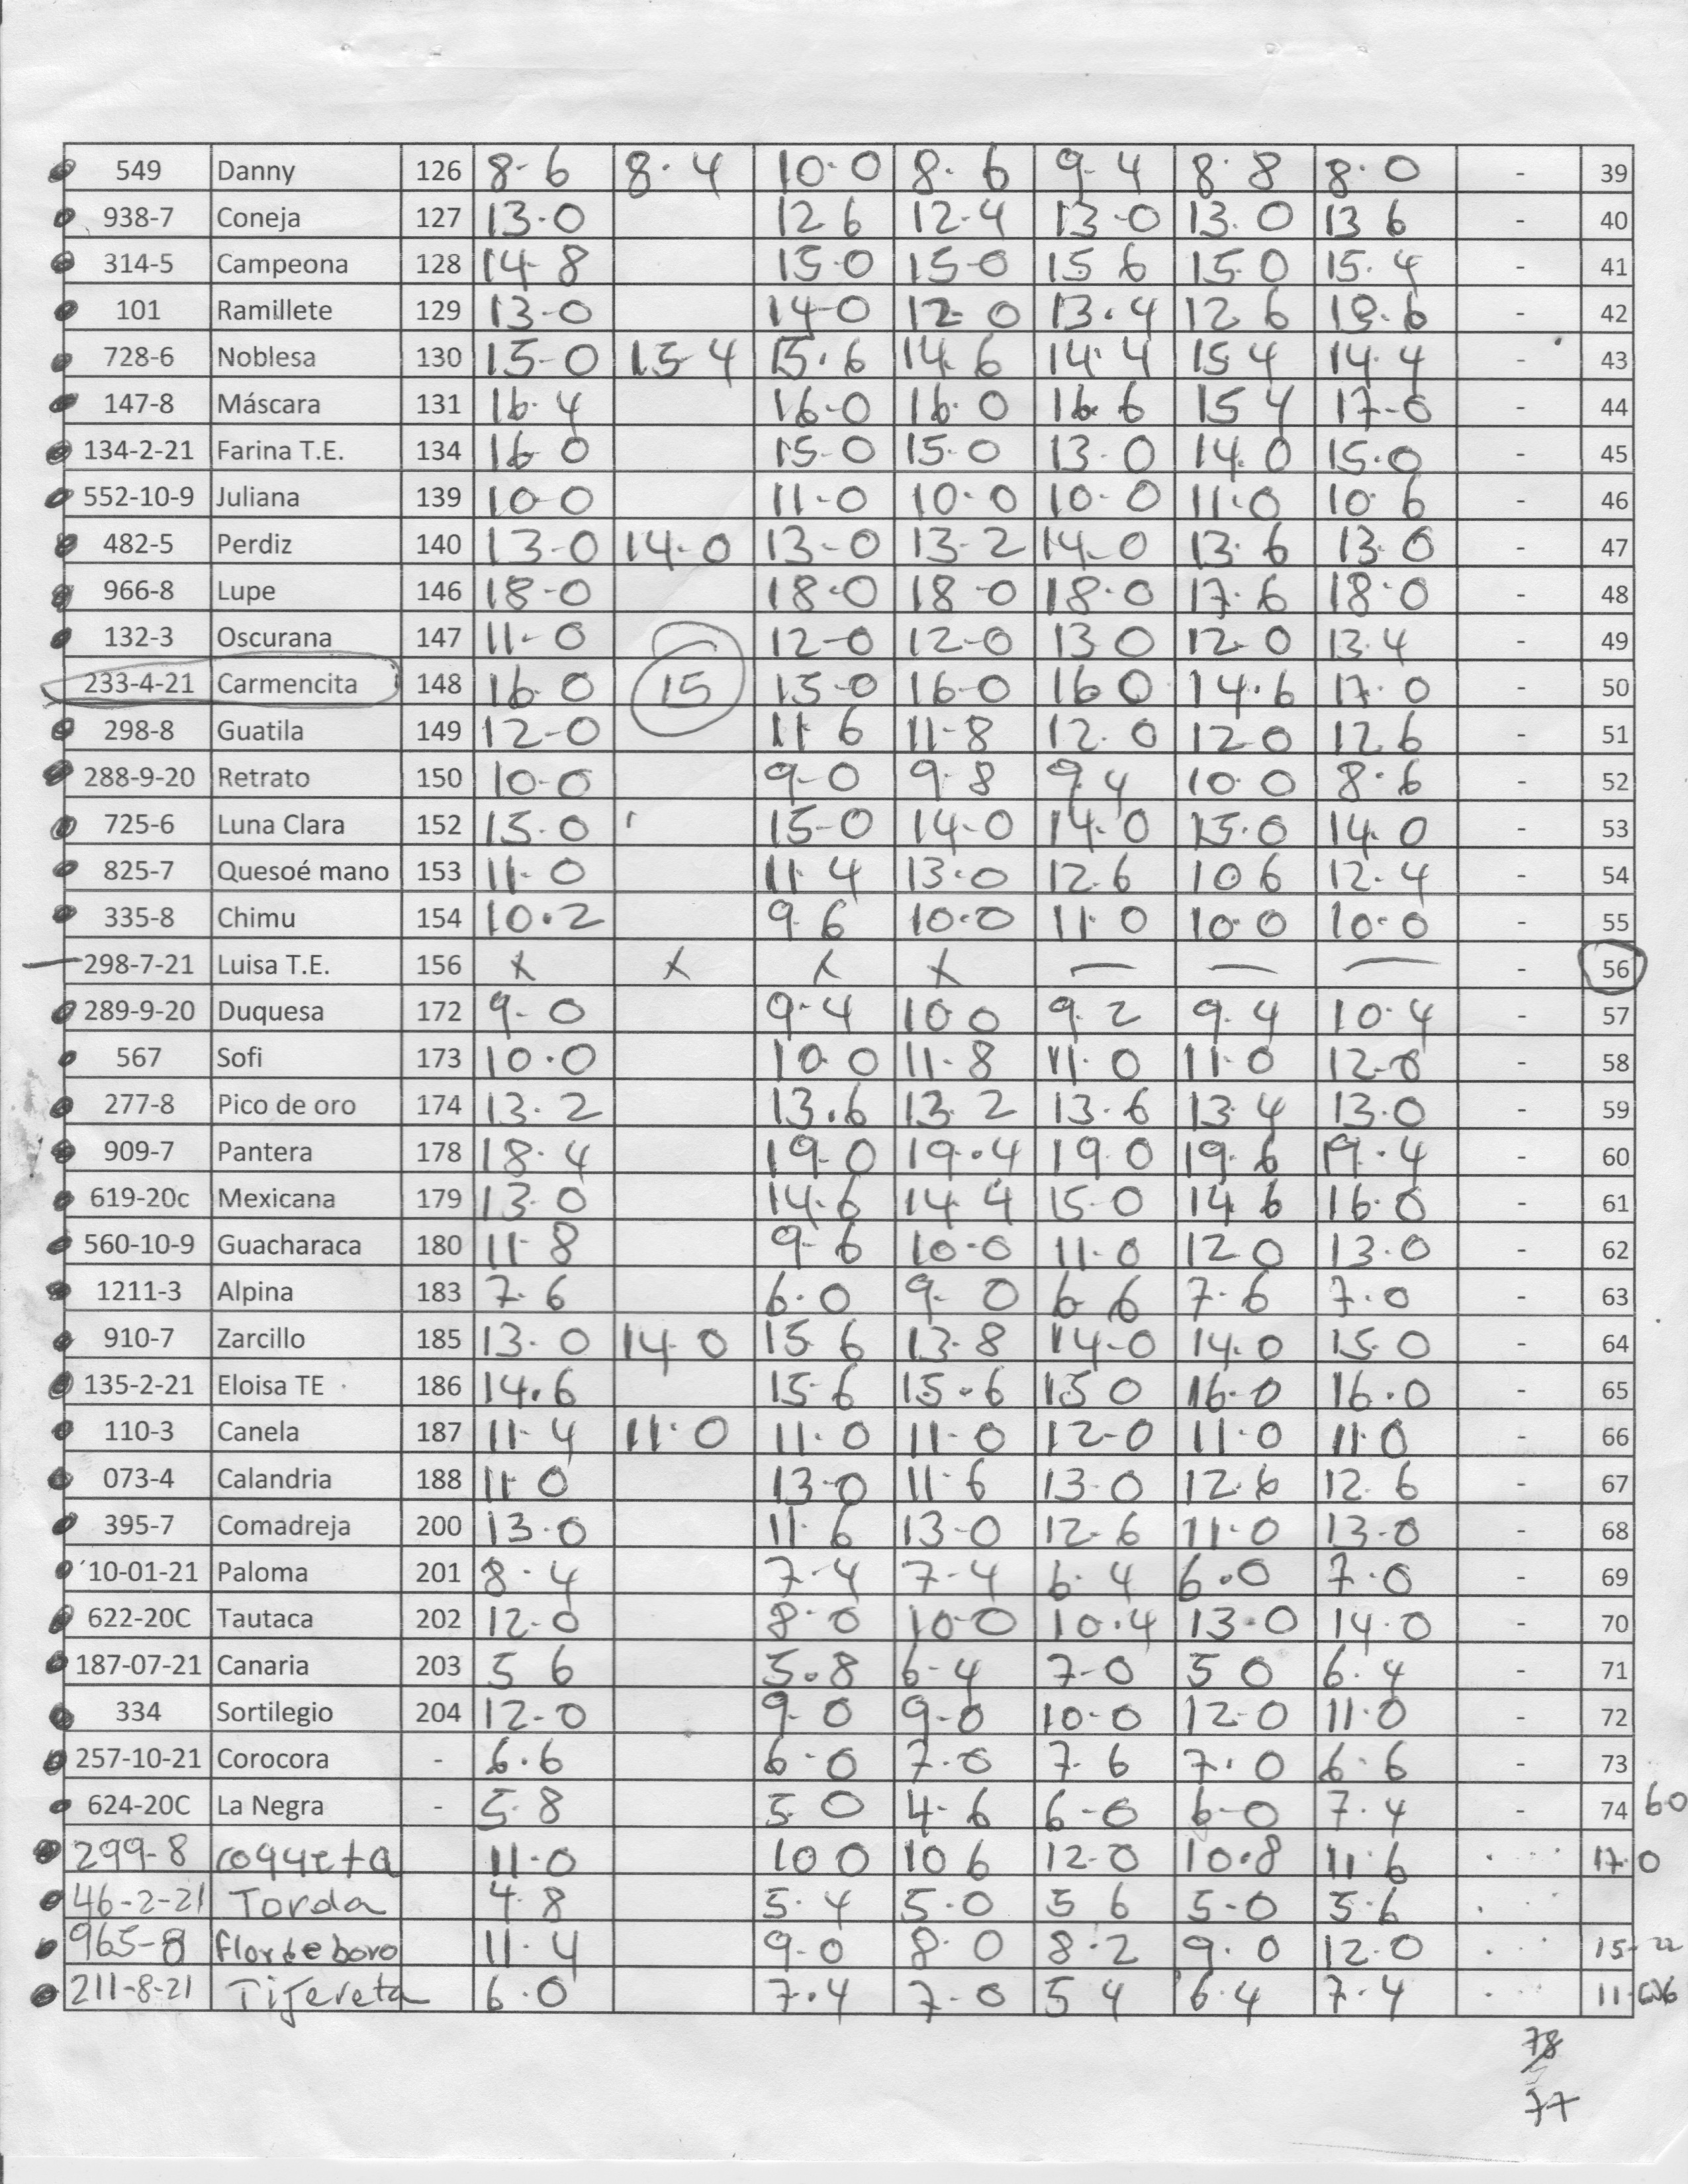 549 Danny 126 8.6 8.4 10.0 8.6 9.4 8.8 8.0 - 39
938-7 Coneja 127 13.0 12 6 12.4 13.0 13.0 13 6 - 40
314-5 Campeona 128 14.8 15.0 15.0 15 6 15.0 15.4 - 41
101 Ramillete 129 13.0 14.0 12.0 13.4 12 6 - 42
728-6 Noblesa 130 15.0 15.4 15.6 14.6 14.4 15 4 14.4 - 43
147-8 Máscara 131 16.4 16.0 16.0 16.6 15 4 17.0 - 44
134-2-21 Farina T.E. 134 16 0 15.0 15.0 13.0 14.0 15.0 - 45
552-10-9 Juliana 139 10.0 11.0 10.0 10.0 11.0 10.6 - 46
482-5 Perdiz 140 13.0 14.0 13.0 13.2 14.0 13.6 13.0 - 47
966-8 Lupe 146 18.0 18.0 18.0 18.0 17.6 18.0 - 48
132-3 Oscurana 147 11.0 12.0 12.0 13 0 12.0 13.4 - 49
233-4-21 Carmencita 148 16.0 15 15.0 16.0 16 0 14.6 17.0 - 50
298-8 Guatila 149 12.0 11 6 11.8 12.0 12 0 12.6 - 51
288-9-20 Retrato 150 10.0 9.0 9.8 9.4 10.0 8.6 - 52
725-6 Luna Clara 152 15.0 15.0 14.0 14.0 15.0 14.0 - 53
825-7 Quesoé mano 153 11.0 11.4 13.0 12.6 10 6 12.4 - 54
335-8 Chimu 154 10.2 9.6 10.0 11.0 10.0 10.0 - 55
298-7-21 Luisa T.E. 156 x x x x — — — - 56
289-9-20 Duquesa 172 9.0 9.4 10 0 9.2 9.4 10.4 - 57
567 Sofi 173 10.0 10.0 11.8 11.0 11.0 12.0 - 58
277-8 Pico de oro 174 13.2 13.6 13.2 13.6 13.4 13.0 - 59
909-7 Pantera 178 18.4 19.0 19.4 19.0 19.6 19.4 - 60
619-20c Mexicana 179 13.0 14.6 14.4 15.0 14.6 16.0 - 61
560-10-9 Guacharaca 180 11.8 9.6 10.0 11.0 12 0 13.0 - 62
1211-3 Alpina 183 7.6 6.0 9.0 6.6 7.6 7.0 - 63
910-7 Zarcillo 185 13.0 14.0 15 6 13.8 14.0 14.0 15.0 - 64
135-2-21 Eloisa TE 186 14.6 15.6 15.6 15 0 16.0 16.0 - 65
110-3 Canela 187 11.4 11.0 11.0 11.0 12.0 11.0 11.0 - 66
073-4 Calandria 188 11.0 13.0 11.6 13.0 12.6 12.6 - 67
395-7 Comadreja 200 13.0 11.6 13.0 12.6 11.0 13.0 - 68
10-01-21 Paloma 201 8.4 7.4 7.4 6.4 6.0 7.0 - 69
622-20C Tautaca 202 12.0 8.0 10.0 10.4 13.0 14.0 - 70
187-07-21 Canaria 203 5 6 5.8 6.4 7.0 5 0 6.4 - 71
334 Sortilegio 204 12.0 9.0 9.0 10.0 12.0 11.0 - 72
257-10-21 Corocora - 6.6 6.0 7.0 7.6 7.0 6.6 - 73
624-20C La Negra - 5.8 5.0 4.6 6.0 6.0 7.4 - 74 60
299-8 coqueta 11.0 10 0 10 6 12.0 10.8 11.6 17.0
46-2-21 Torda 4.8 5.4 5.0 5 6 5.0 5.6
965-8 flordeboro 11.4 9.0 8.0 8.2 9.0 12.0 15-22
211-8-21 Tijereta 6.0 7.4 7.0 5 4 6.4 7.4 11
78
77